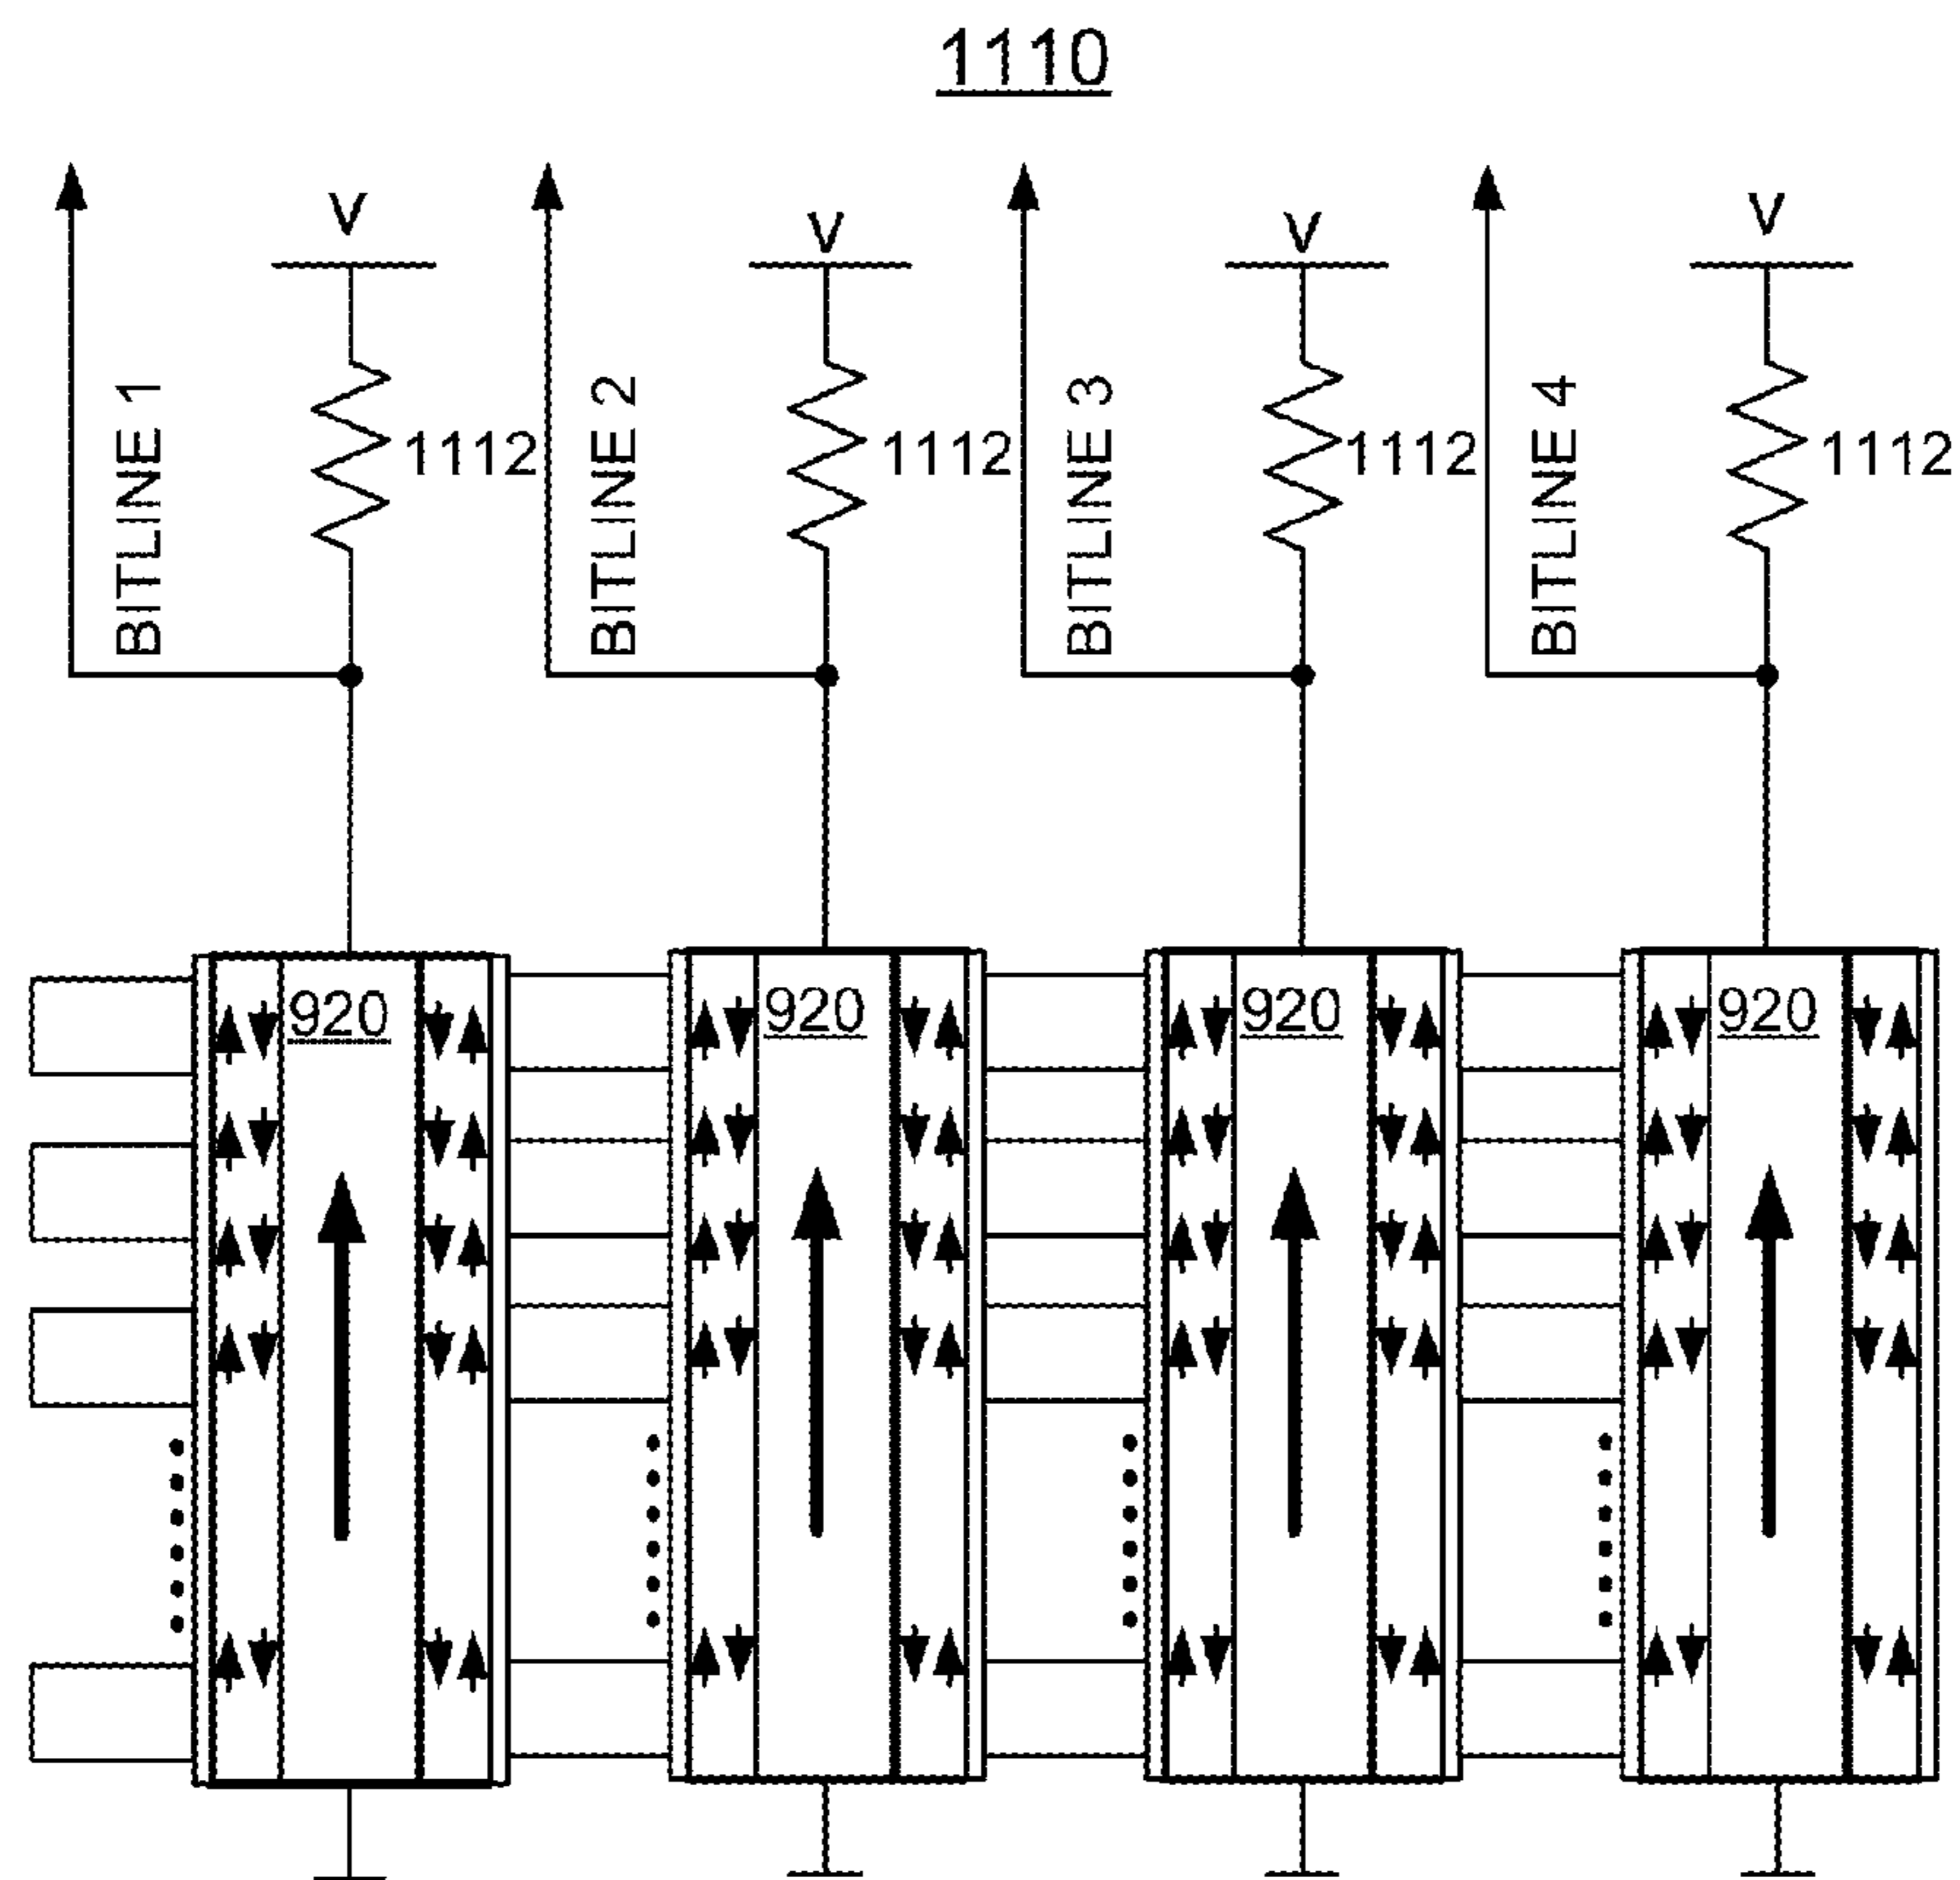 1110
V
V
V
V
BITLINE 1
1112
BITLINE 2
1112
BITLINE 3
1112
BITLINE 4
1112
920
920
920
920